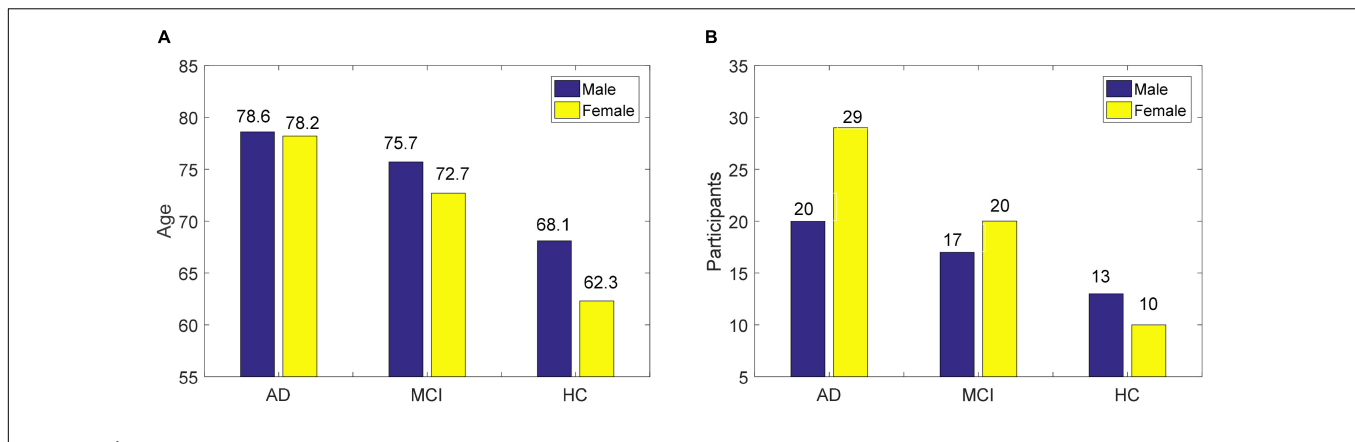 A
85
80
75
70
65
60
55
Age
78.6
78.2
75.7
72.7
68.1
62.3
Male
Female
AD
MCI
HC
B
35
30
25
20
15
10
5
Participants
20
29
17
20
13
10
Male
Female
AD
MCI
HC